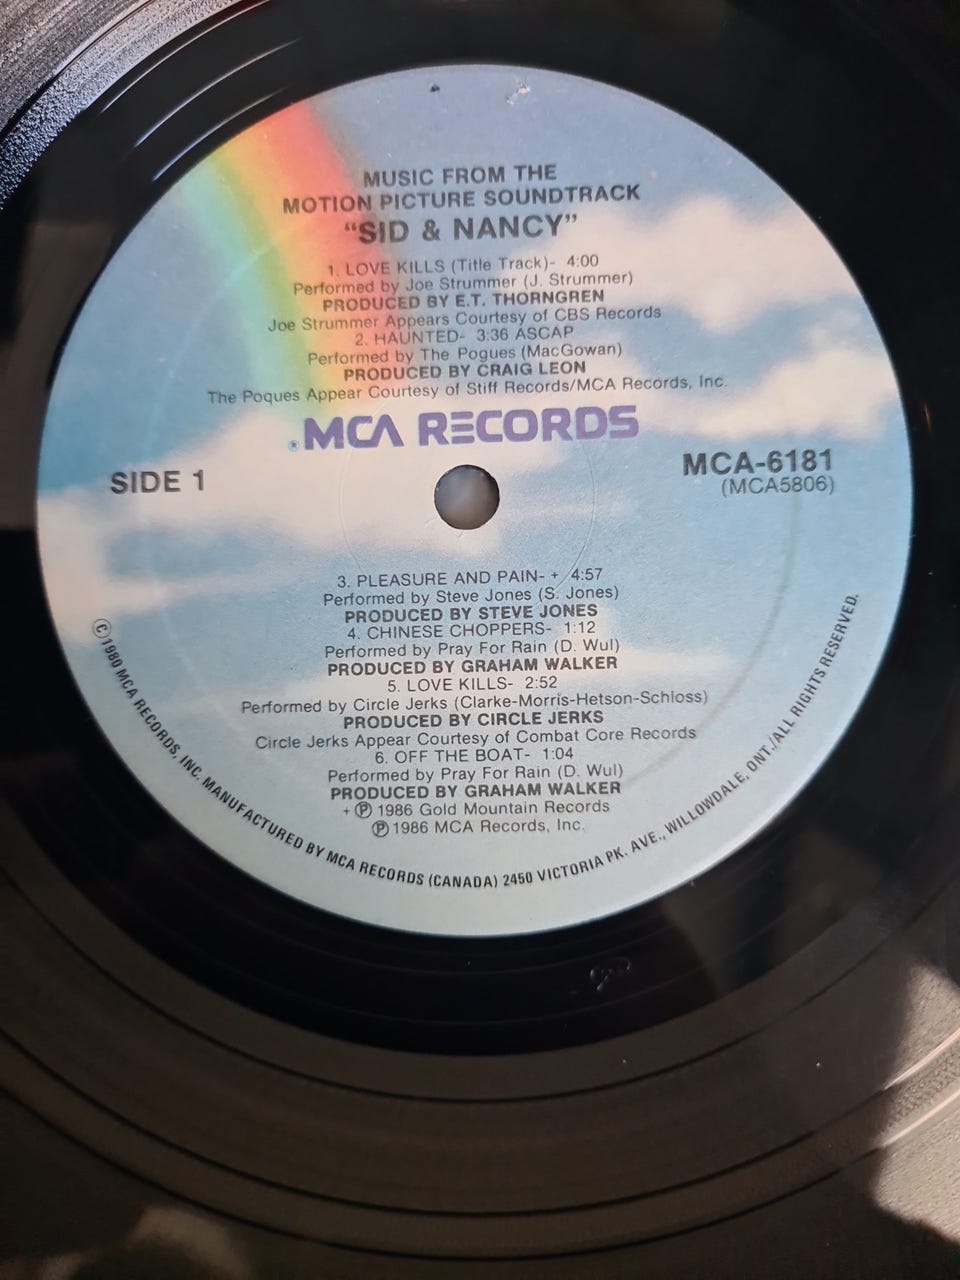 MUSIC FROM THE
MOTION PICTURE SOUNDTRACK
"SID & NANCY"
1. LOVE KILLS (Title Track)- 4:00
Performed by Joe Strummer (J. Strummer)
PRODUCED BY E.T. THORNGREN
Joe Strummer Appears Courtesy of CBS Records
2. HAUNTED- 3:36 ASCAP
Performed by The Pogues (MacGowan)
PRODUCED BY CRAIG LEON
The Poques Appear Courtesy of Stiff Records/MCA Records, Inc.
®MCA RECORDS
SIDE 1
MCA-6181
(MCA5806)
3. PLEASURE AND PAIN- + 4:57
Performed by Steve Jones (S. Jones)
PRODUCED BY STEVE JONES
4. CHINESE CHOPPERS- 1:12
Performed by Pray For Rain (D. Wul)
PRODUCED BY GRAHAM WALKER
5. LOVE KILLS- 2:52
Performed by Circle Jerks (Clarke-Morris-Hetson-Schloss)
PRODUCED BY CIRCLE JERKS
Circle Jerks Appear Courtesy of Combat Core Records
6. OFF THE BOAT- 1:04
Performed by Pray For Rain (D. Wul)
PRODUCED BY GRAHAM WALKER
+ ℗ 1986 Gold Mountain Records
℗ 1986 MCA Records, Inc.
©1980 MCA RECORDS, INC. MANUFACTURED BY MCA RECORDS (CANADA) 2450 VICTORIA PK. AVE., WILLOWDALE, ONT./ALL RIGHTS RESERVED.